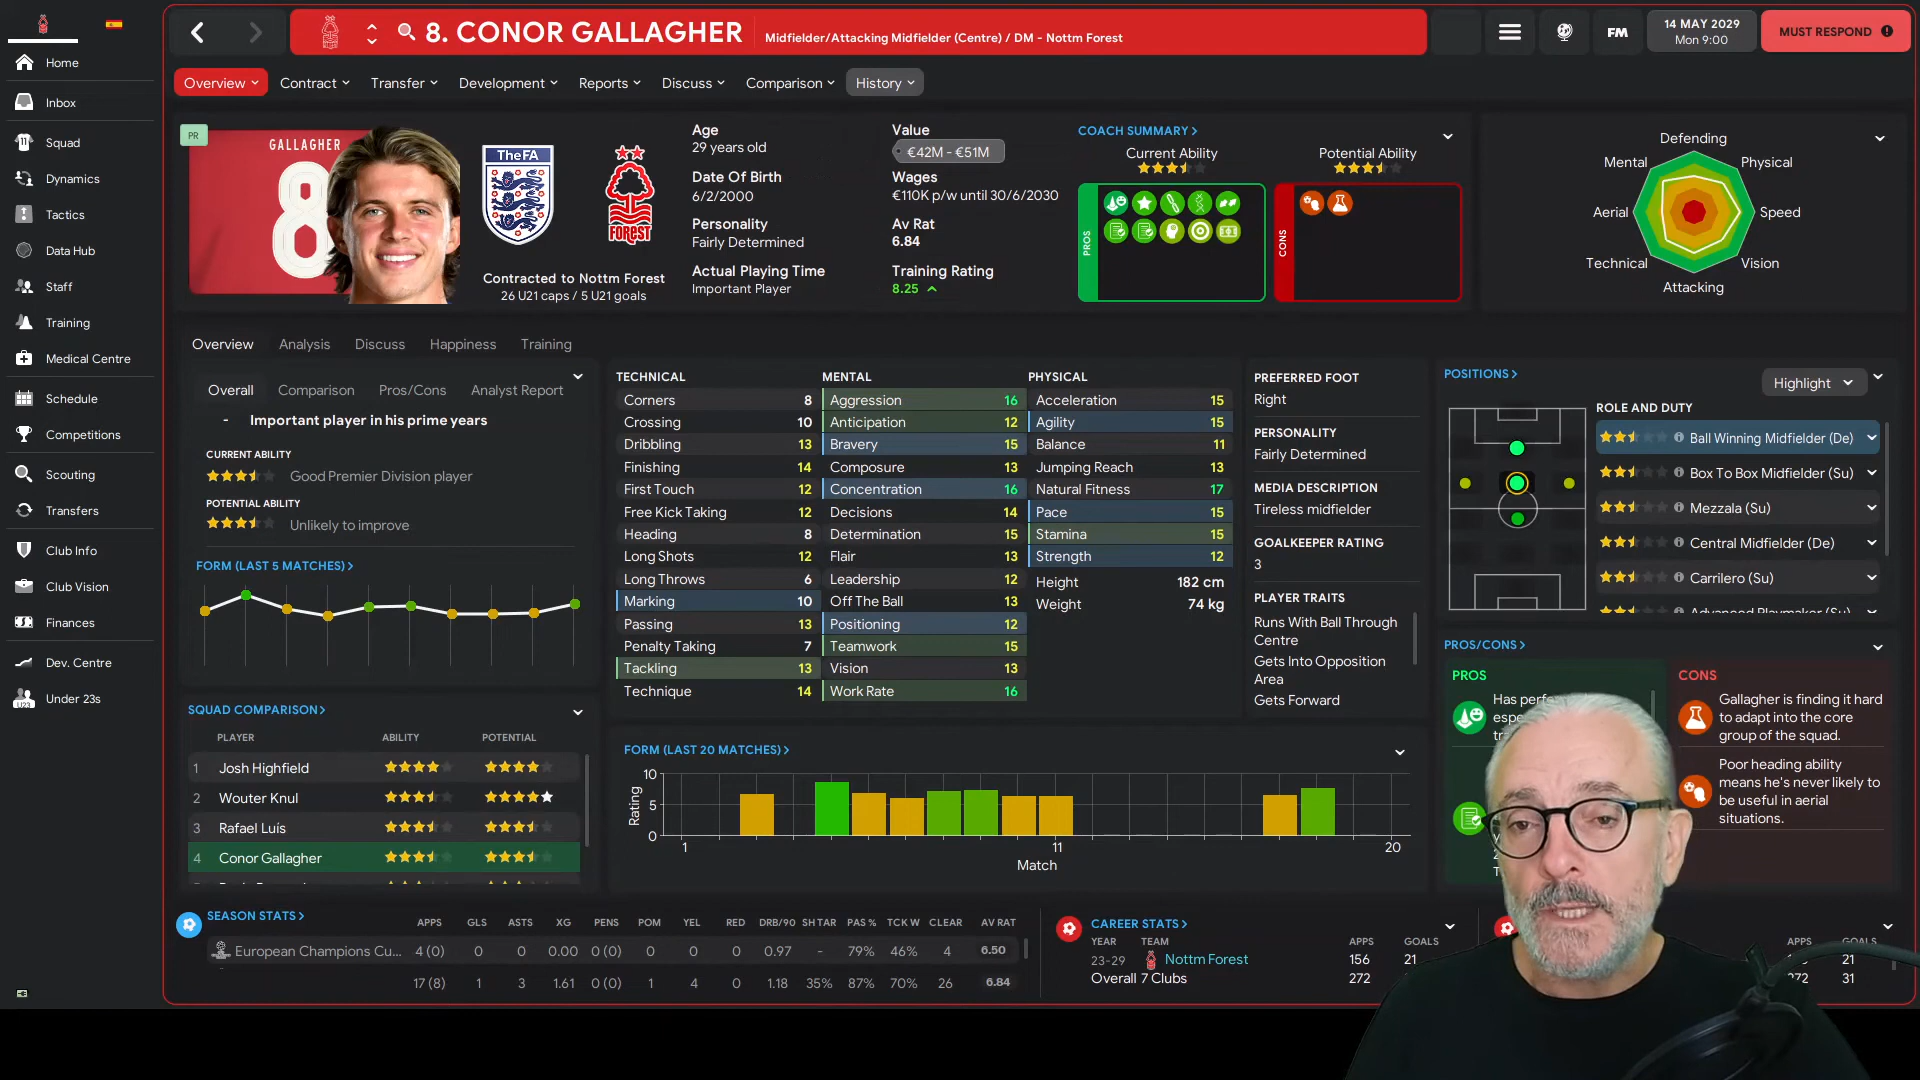 8. CONOR GALLAGHER
Midfielder/Attacking Midfielder (Centre) / DM - Nottm Forest
FM
14 MAY 2029
Mon 9:00
MUST RESPOND
Home
Inbox
Squad
Dynamics
Tactics
Data Hub
Staff
Training
Medical Centre
Schedule
Competitions
Scouting
Transfers
Club Info
Club Vision
Finances
Dev. Centre
Under 23s
Overview
Contract
Transfer
Development
Reports
Discuss
Comparison
History
PR
GALLAGHER
8
The FA
FOREST
Contracted to Nottm Forest
26 U21 caps / 5 U21 goals
Age
29 years old
Date Of Birth
6/2/2000
Personality
Fairly Determined
Actual Playing Time
Important Player
Value
€42M - €51M
Wages
€110K p/w until 30/6/2030
Av Rat
6.84
Training Rating
8.25
COACH SUMMARY >
Current Ability
Potential Ability
PROS
CONS
Defending
Mental
Physical
Aerial
Speed
Technical
Vision
Attacking
Overview
Analysis
Discuss
Happiness
Training
Overall
Comparison
Pros/Cons
Analyst Report
- Important player in his prime years
CURRENT ABILITY
Good Premier Division player
POTENTIAL ABILITY
Unlikely to improve
FORM (LAST 5 MATCHES) >
SQUAD COMPARISON >
PLAYER ABILITY POTENTIAL
1 Josh Highfield
2 Wouter Knul
3 Rafael Luís
4 Conor Gallagher
TECHNICAL
Corners 8
Crossing 10
Dribbling 13
Finishing 14
First Touch 12
Free Kick Taking 12
Heading 8
Long Shots 12
Long Throws 6
Marking 10
Passing 13
Penalty Taking 7
Tackling 13
Technique 14
MENTAL
Aggression 16
Anticipation 12
Bravery 15
Composure 13
Concentration 16
Decisions 14
Determination 15
Flair 13
Leadership 12
Off The Ball 13
Positioning 12
Teamwork 15
Vision 13
Work Rate 16
PHYSICAL
Acceleration 15
Agility 15
Balance 11
Jumping Reach 13
Natural Fitness 17
Pace 15
Stamina 15
Strength 12
Height 182 cm
Weight 74 kg
PREFERRED FOOT
Right
PERSONALITY
Fairly Determined
MEDIA DESCRIPTION
Tireless midfielder
GOALKEEPER RATING
3
PLAYER TRAITS
Runs With Ball Through
Centre
Gets Into Opposition
Area
Gets Forward
POSITIONS >
Highlight
ROLE AND DUTY
Ball Winning Midfielder (De)
Box To Box Midfielder (Su)
Mezzala (Su)
Central Midfielder (De)
Carrilero (Su)
Advanced Playmaker (Su)
FORM (LAST 20 MATCHES) >
Rating
10
5
0
1 11 20
Match
PROS/CONS >
PROS
Has perf
espe
tr
CONS
Gallagher is finding it hard
to adapt into the core
group of the squad.
Poor heading ability
means he's never likely to
be useful in aerial
situations.
SEASON STATS >
APPS GLS ASTS XG PENS POM YEL RED DRB/90 SH TAR PAS % TCK W CLEAR AV RAT
European Champions Cu... 4 (0) 0 0 0.00 0 (0) 0 0 0 0.97 - 79% 46% 4 6.50
17 (8) 1 3 1.61 0 (0) 1 4 0 1.18 35% 87% 70% 26 6.84
CAREER STATS >
YEAR TEAM APPS GOALS
23-29 Nottm Forest 156 21
Overall 7 Clubs 272 31
APPS GOALS
21
272 31